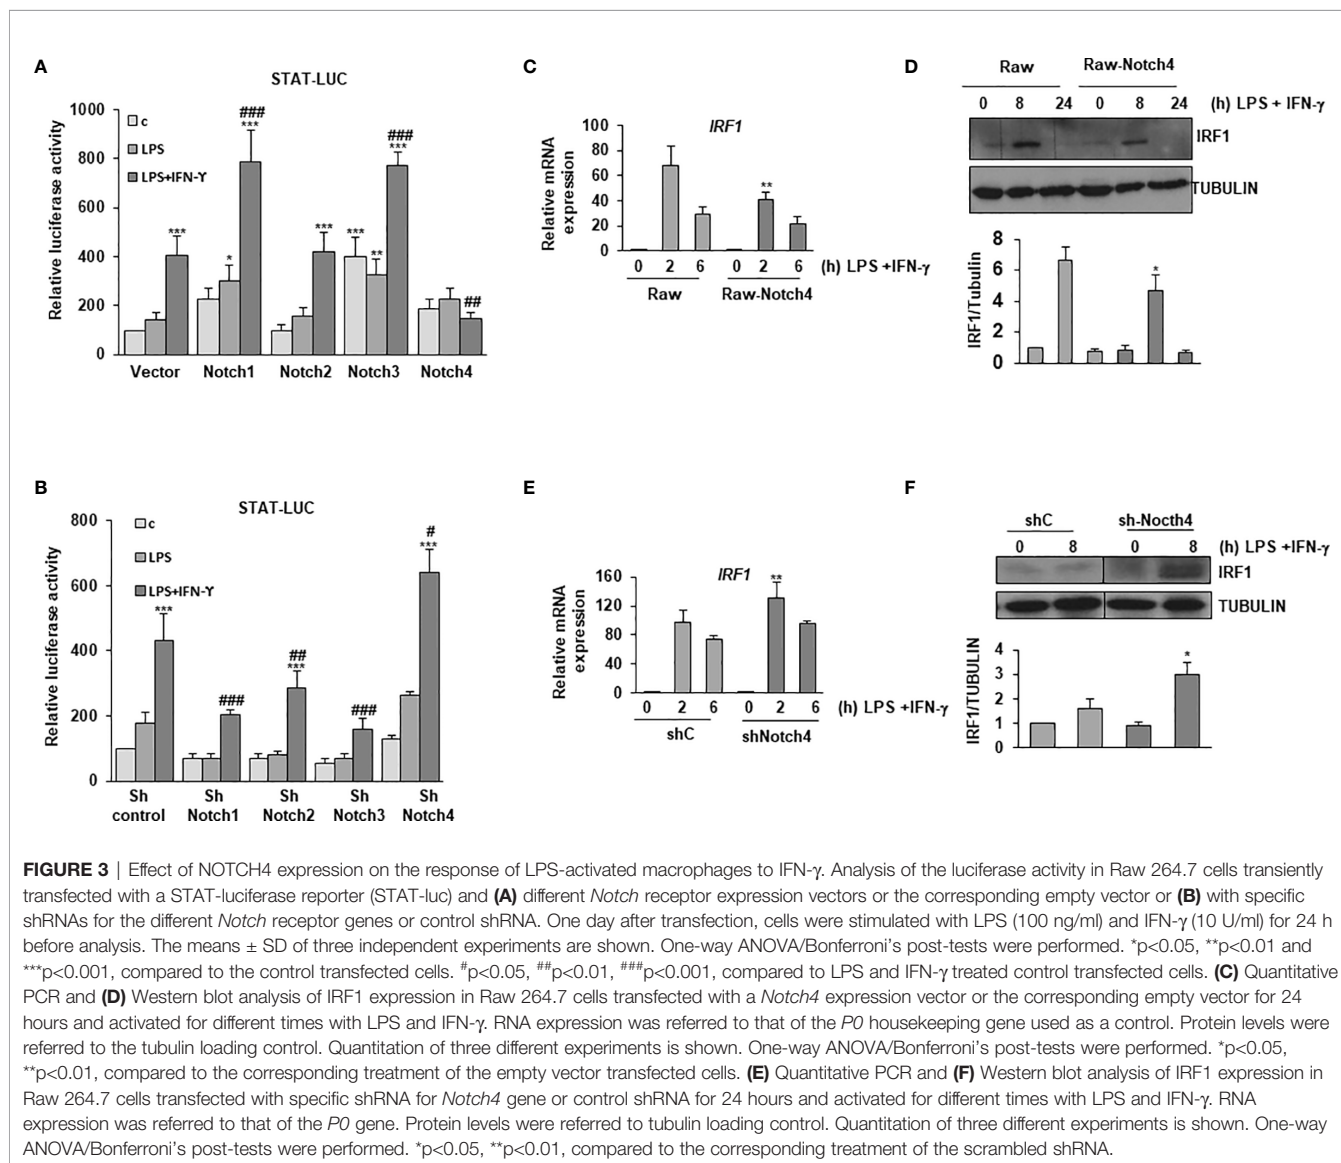 A
STAT-LUC
Relative luciferase activity
1000
800
600
400
200
0
c
LPS
LPS+IFN-ϒ
***
*
###
***
***
***
**
###
***
##
Vector Notch1 Notch2 Notch3 Notch4
C
IRF1
Relative mRNA
expression
100
80
60
40
20
0
**
0 2 6 0 2 6 (h) LPS +IFN-γ
Raw Raw-Notch4
D
Raw Raw-Notch4
0 8 24 0 8 24 (h) LPS + IFN-γ
IRF1
TUBULIN
IRF1/Tubulin
8
6
4
2
0
*
B
STAT-LUC
Relative luciferase activity
800
600
400
200
0
c
LPS
LPS+IFN-ϒ
***
###
##
***
###
#
***
Sh Sh Sh Sh Sh
control Notch1 Notch2 Notch3 Notch4
E
IRF1
Relative mRNA
expression
160
120
80
40
0
**
0 2 6 0 2 6 (h) LPS +IFN-γ
shC shNotch4
F
shC sh-Nocth4
0 8 0 8 (h) LPS +IFN-γ
IRF1
TUBULIN
IRF1/TUBULIN
4
3
2
1
0
*
FIGURE 3 | Effect of NOTCH4 expression on the response of LPS-activated macrophages to IFN-γ. Analysis of the luciferase activity in Raw 264.7 cells transiently
transfected with a STAT-luciferase reporter (STAT-luc) and (A) different Notch receptor expression vectors or the corresponding empty vector or (B) with specific
shRNAs for the different Notch receptor genes or control shRNA. One day after transfection, cells were stimulated with LPS (100 ng/ml) and IFN-γ (10 U/ml) for 24 h
before analysis. The means ± SD of three independent experiments are shown. One-way ANOVA/Bonferroni's post-tests were performed. *p<0.05, **p<0.01 and
***p<0.001, compared to the control transfected cells. #p<0.05, ##p<0.01, ###p<0.001, compared to LPS and IFN-γ treated control transfected cells. (C) Quantitative
PCR and (D) Western blot analysis of IRF1 expression in Raw 264.7 cells transfected with a Notch4 expression vector or the corresponding empty vector for 24
hours and activated for different times with LPS and IFN-γ. RNA expression was referred to that of the P0 housekeeping gene used as a control. Protein levels were
referred to the tubulin loading control. Quantitation of three different experiments is shown. One-way ANOVA/Bonferroni's post-tests were performed. *p<0.05,
**p<0.01, compared to the corresponding treatment of the empty vector transfected cells. (E) Quantitative PCR and (F) Western blot analysis of IRF1 expression in
Raw 264.7 cells transfected with specific shRNA for Notch4 gene or control shRNA for 24 hours and activated for different times with LPS and IFN-γ. RNA
expression was referred to that of the P0 gene. Protein levels were referred to tubulin loading control. Quantitation of three different experiments is shown. One-way
ANOVA/Bonferroni's post-tests were performed. *p<0.05, **p<0.01, compared to the corresponding treatment of the scrambled shRNA.